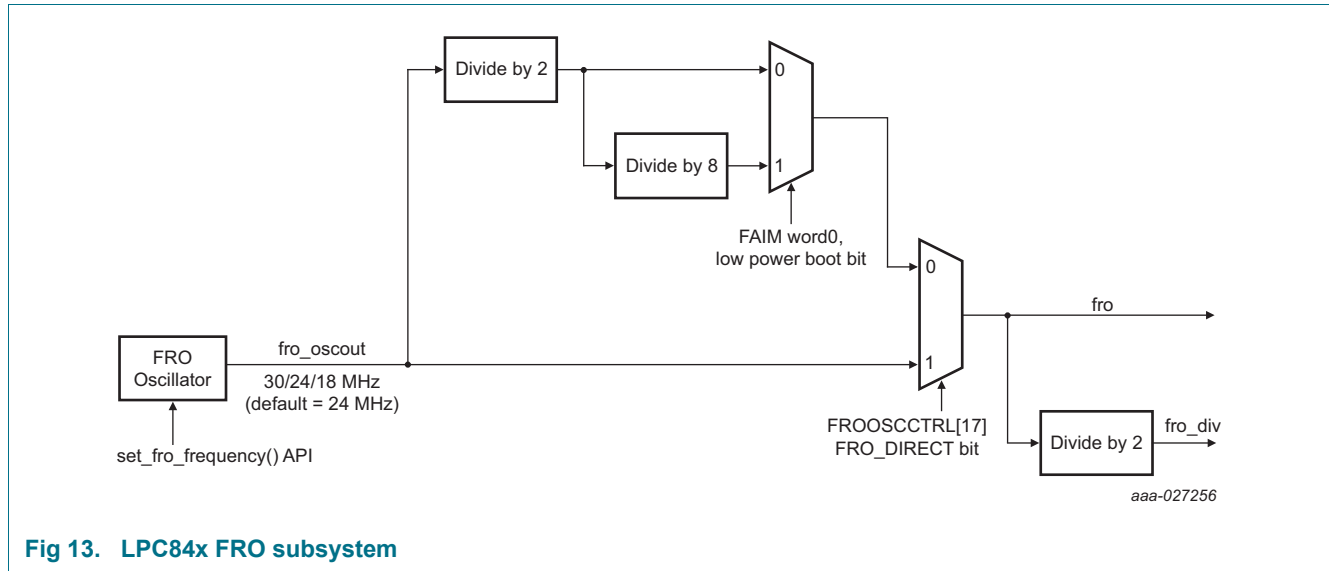 Divide by 2
0
Divide by 8
1
FAIM word0,
low power boot bit
0
fro
FRO
Oscillator
fro_oscout
1
30/24/18 MHz
(default = 24 MHz)
set_fro_frequency() API
FROOSCCTRL[17]
FRO_DIRECT bit
Divide by 2
fro_div
aaa-027256
Fig 13. LPC84x FRO subsystem